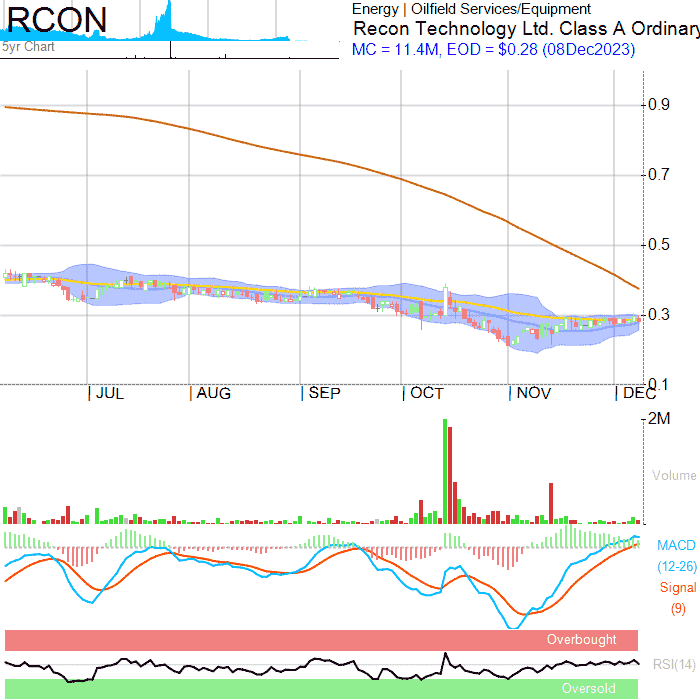 RCON
5yr Chart
Energy | Oilfield Services/Equipment
Recon Technology Ltd. Class A Ordinary
MC = 11.4M, EOD = $0.28 (08Dec2023)
0.9
0.7
0.5
0.3
0.1
JUL
AUG
SEP
OCT
NOV
DEC
2M
Volume
MACD
(12-26)
Signal
(9)
Overbought
RSI(14)
Oversold